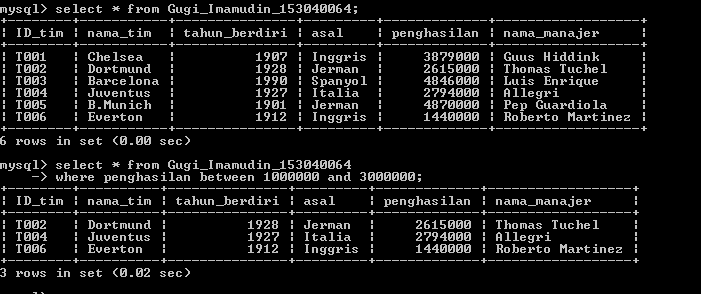 mysql> select * from Gugi_Imamudin_153040064;
+--------+-----------+---------------+---------+-------------+------------------+
| ID_tim | nama_tim | tahun_berdiri | asal | penghasilan | nama_manajer |
+--------+-----------+---------------+---------+-------------+------------------+
| T001 | Chelsea | 1907 | Inggris | 3879000 | Guus Hiddink |
| T002 | Dortmund | 1928 | Jerman | 2615000 | Thomas Tuchel |
| T003 | Barcelona | 1990 | Spanyol | 4846000 | Luis Enrique |
| T004 | Juventus | 1927 | Italia | 2794000 | Allegri |
| T005 | B.Munich | 1901 | Jerman | 4870000 | Pep Guardiola |
| T006 | Everton | 1912 | Inggris | 1440000 | Roberto Martinez |
+--------+-----------+---------------+---------+-------------+------------------+
6 rows in set (0.00 sec)
mysql> select * from Gugi_Imamudin_153040064
-> where penghasilan between 1000000 and 3000000;
+--------+----------+---------------+---------+-------------+------------------+
| ID_tim | nama_tim | tahun_berdiri | asal | penghasilan | nama_manajer |
+--------+----------+---------------+---------+-------------+------------------+
| T002 | Dortmund | 1928 | Jerman | 2615000 | Thomas Tuchel |
| T004 | Juventus | 1927 | Italia | 2794000 | Allegri |
| T006 | Everton | 1912 | Inggris | 1440000 | Roberto Martinez |
+--------+----------+---------------+---------+-------------+------------------+
3 rows in set (0.02 sec)